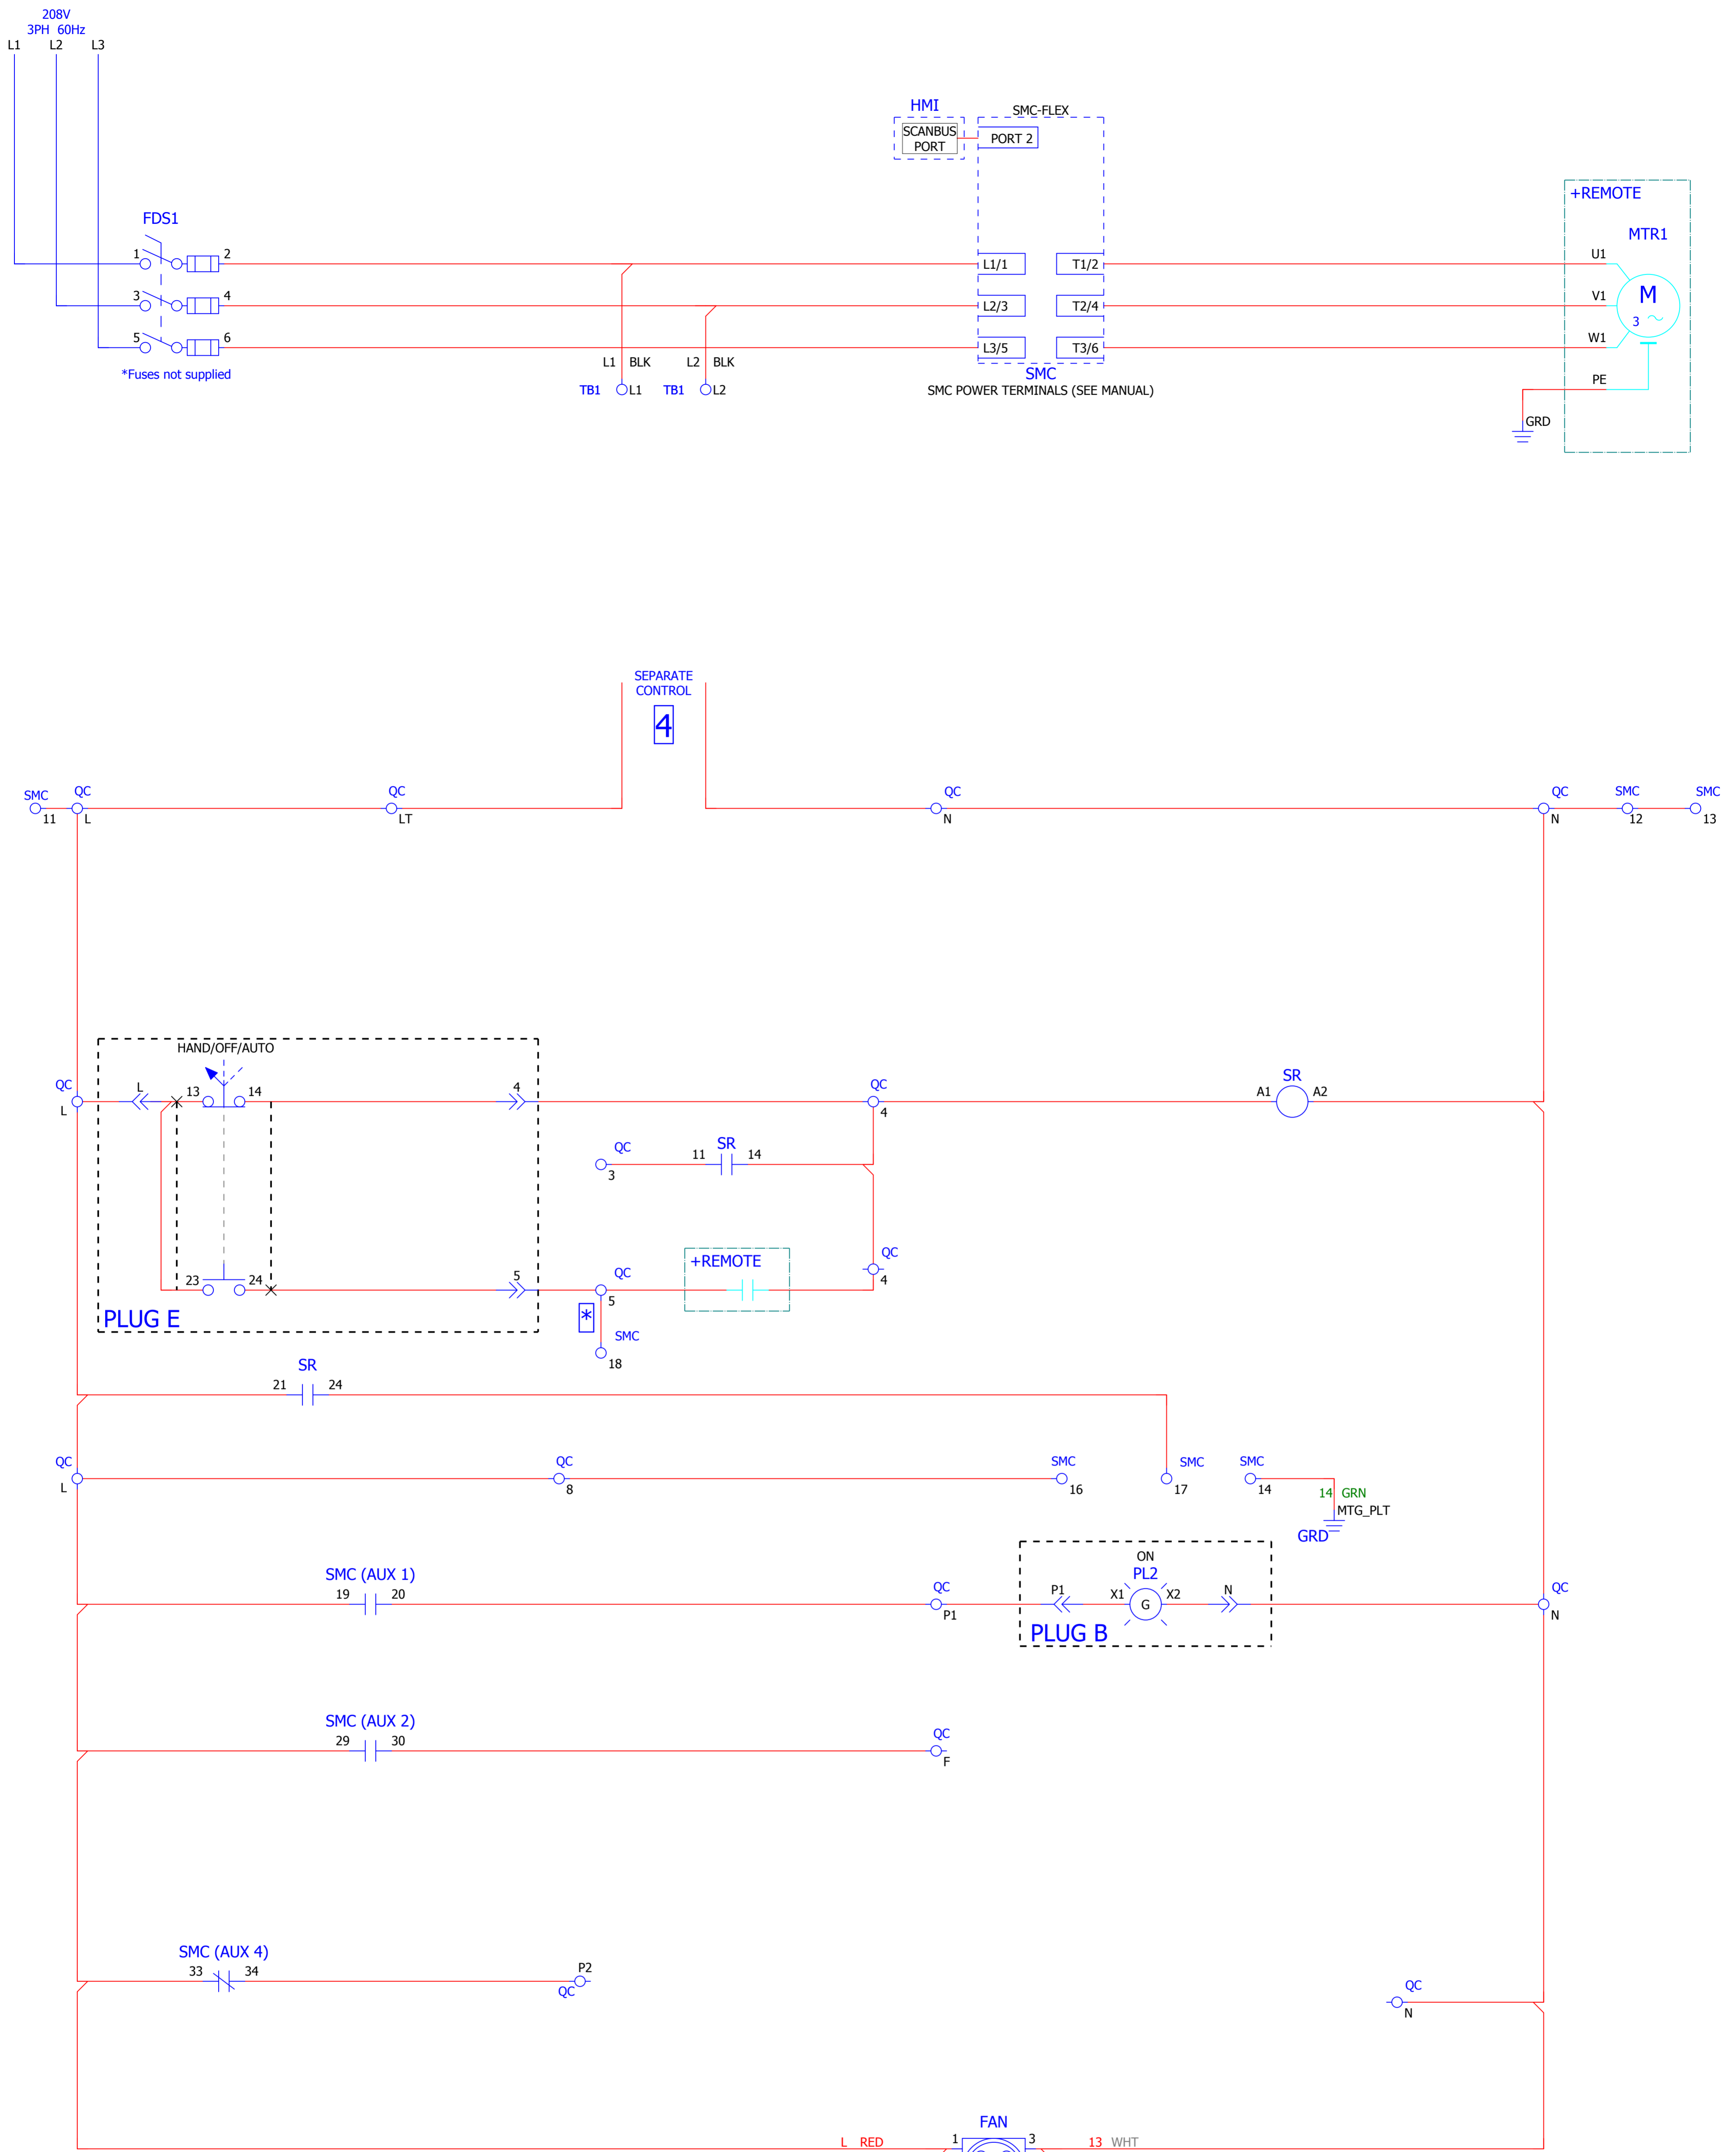 208V
3PH 60Hz
L1 L2 L3
HMI
SMC-FLEX
SCANBUS
PORT
PORT 2
+REMOTE
MTR1
FDS1
1 2 L1/1 T1/2 U1
3 4 L2/3 T2/4 V1
M
3
5 6 L3/5 T3/6 W1
*Fuses not supplied
L1 BLK L2 BLK
TB1 L1 TB1 L2
SMC
SMC POWER TERMINALS (SEE MANUAL)
PE
GRD
SEPARATE
CONTROL
4
SMC QC QC QC QC SMC SMC
11 L LT N N 12 13
HAND/OFF/AUTO
QC L 13 14 4 QC SR
A1 A2
L 4
QC 11 SR 14
3
+REMOTE QC
4
23 24 5 QC
5
PLUG E
*
SMC
18
SR
21 24
QC QC SMC SMC SMC
L 8 16 17 14
14 GRN
MTG_PLT
GRD
ON
PL2
SMC (AUX 1)
19 20 QC P1 X1 G X2 N QC
P1 N
PLUG B
SMC (AUX 2)
29 30 QC
F
SMC (AUX 4)
33 34 P2
QC
QC
N
FAN
L RED 1 3 13 WHT